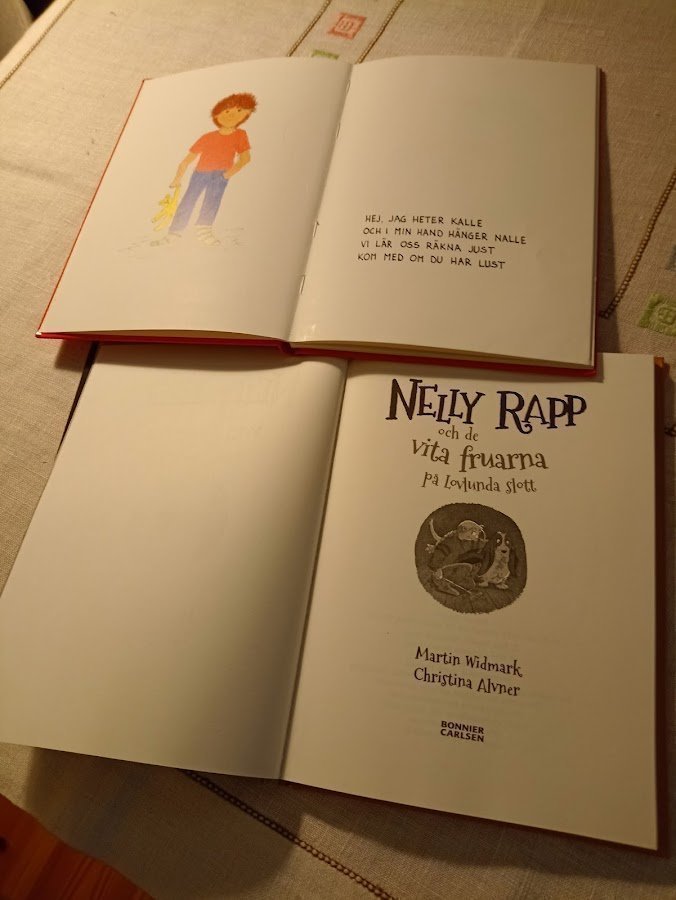 HEJ, JAG HETER KALLE
OCH I MIN HAND HÄNGER NALLE
VI LÄR OSS RÄKNA JUST
KOM MED OM DU HAR LUST
NELLY RAPP
och de
vita fruarna
på Lovlunda slott
Martin Widmark
Christina Alvner
BONNIER
CARLSEN